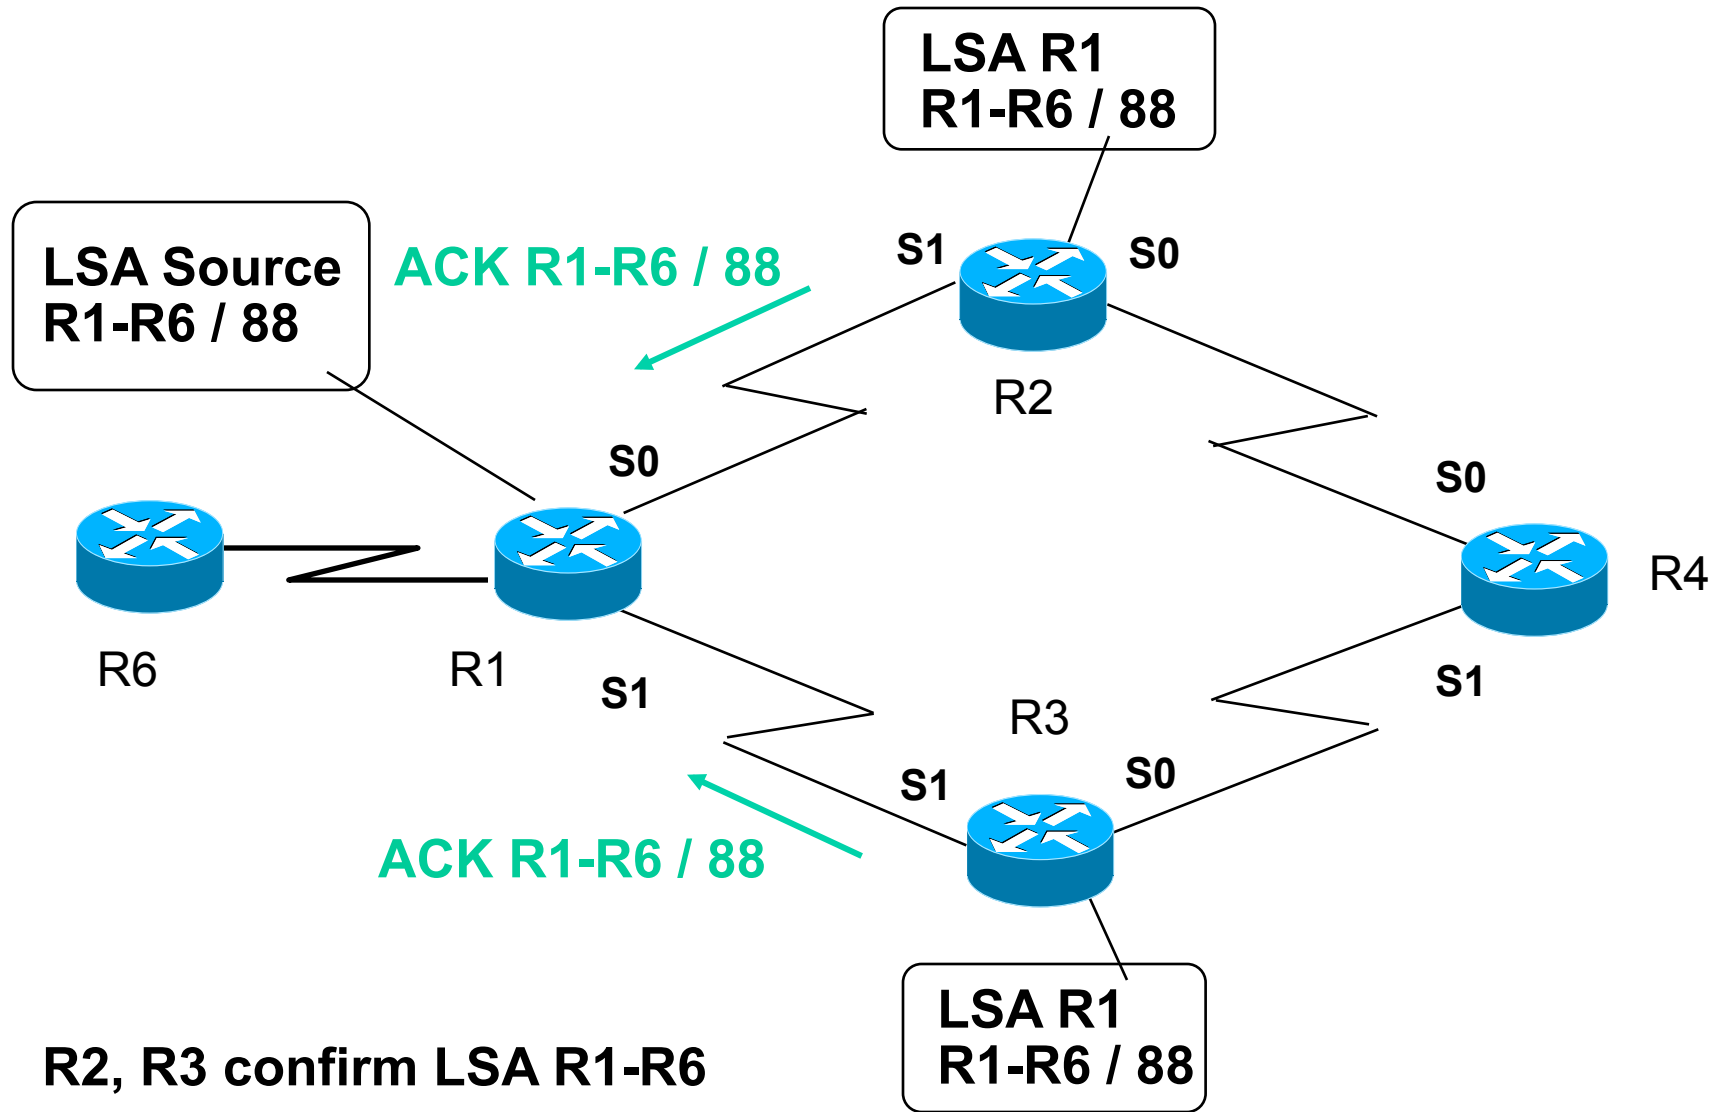 LSA R1
R1-R6 / 88
LSA Source
R1-R6 / 88
ACK R1-R6 / 88
S1
S0
R2
S0
S0
R4
R6
R1
S1
S1
R3
S1
S0
ACK R1-R6 / 88
LSA R1
R1-R6 / 88
R2, R3 confirm LSA R1-R6